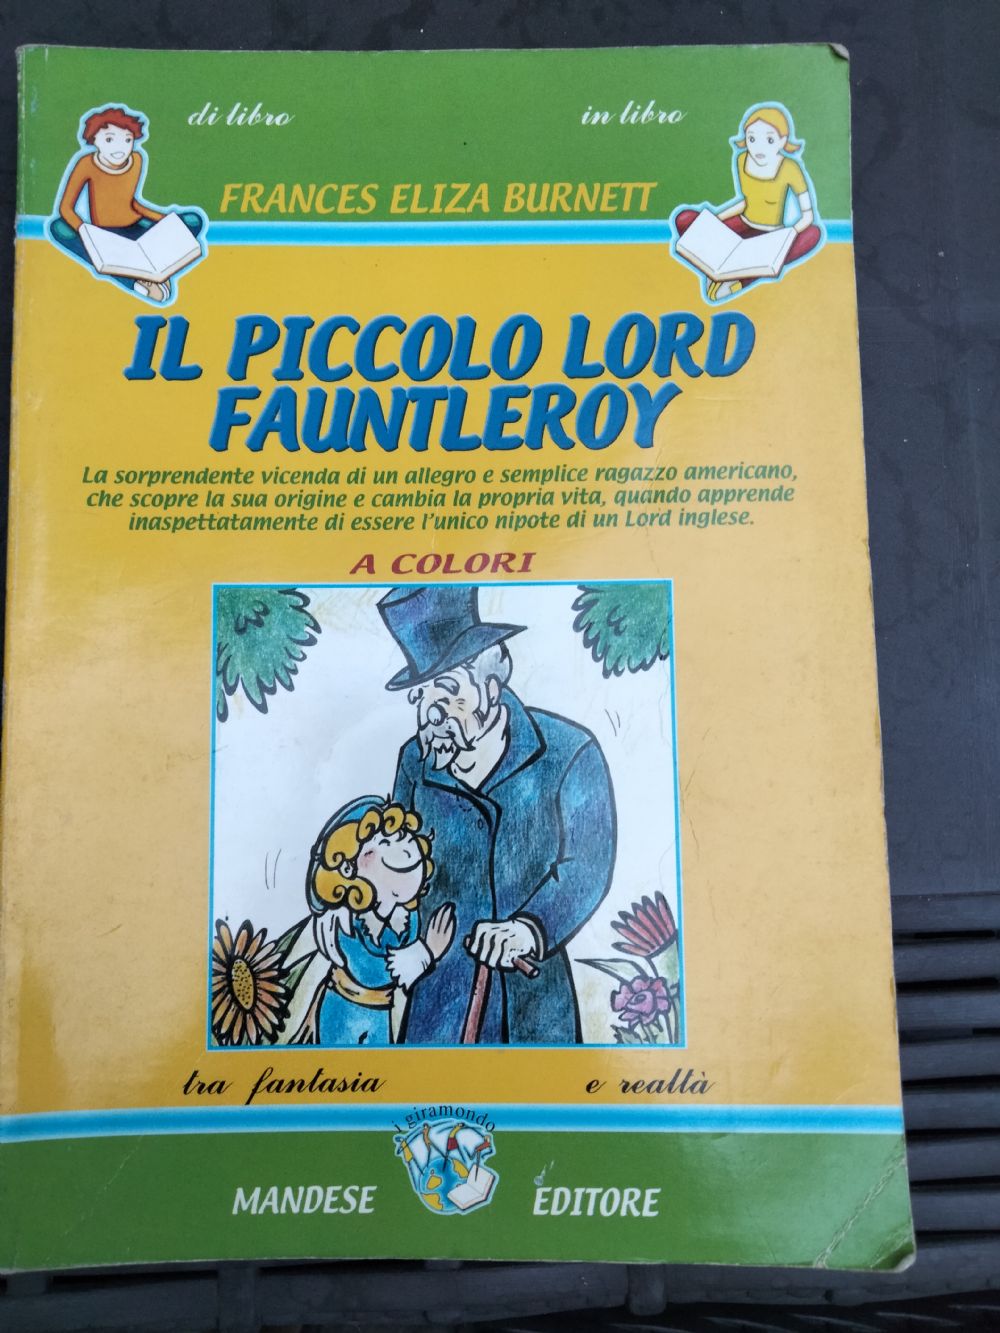 di libro
in libro
FRANCES ELIZA BURNETT
IL PICCOLO LORD
FAUNTLEROY
La sorprendente vicenda di un allegro e semplice ragazzo americano,
che scopre la sua origine e cambia la propria vita, quando apprende
inaspettatamente di essere l'unico nipote di un Lord inglese.
A COLORI
tra fantasia
e realtà
i giramondo
MANDESE EDITORE